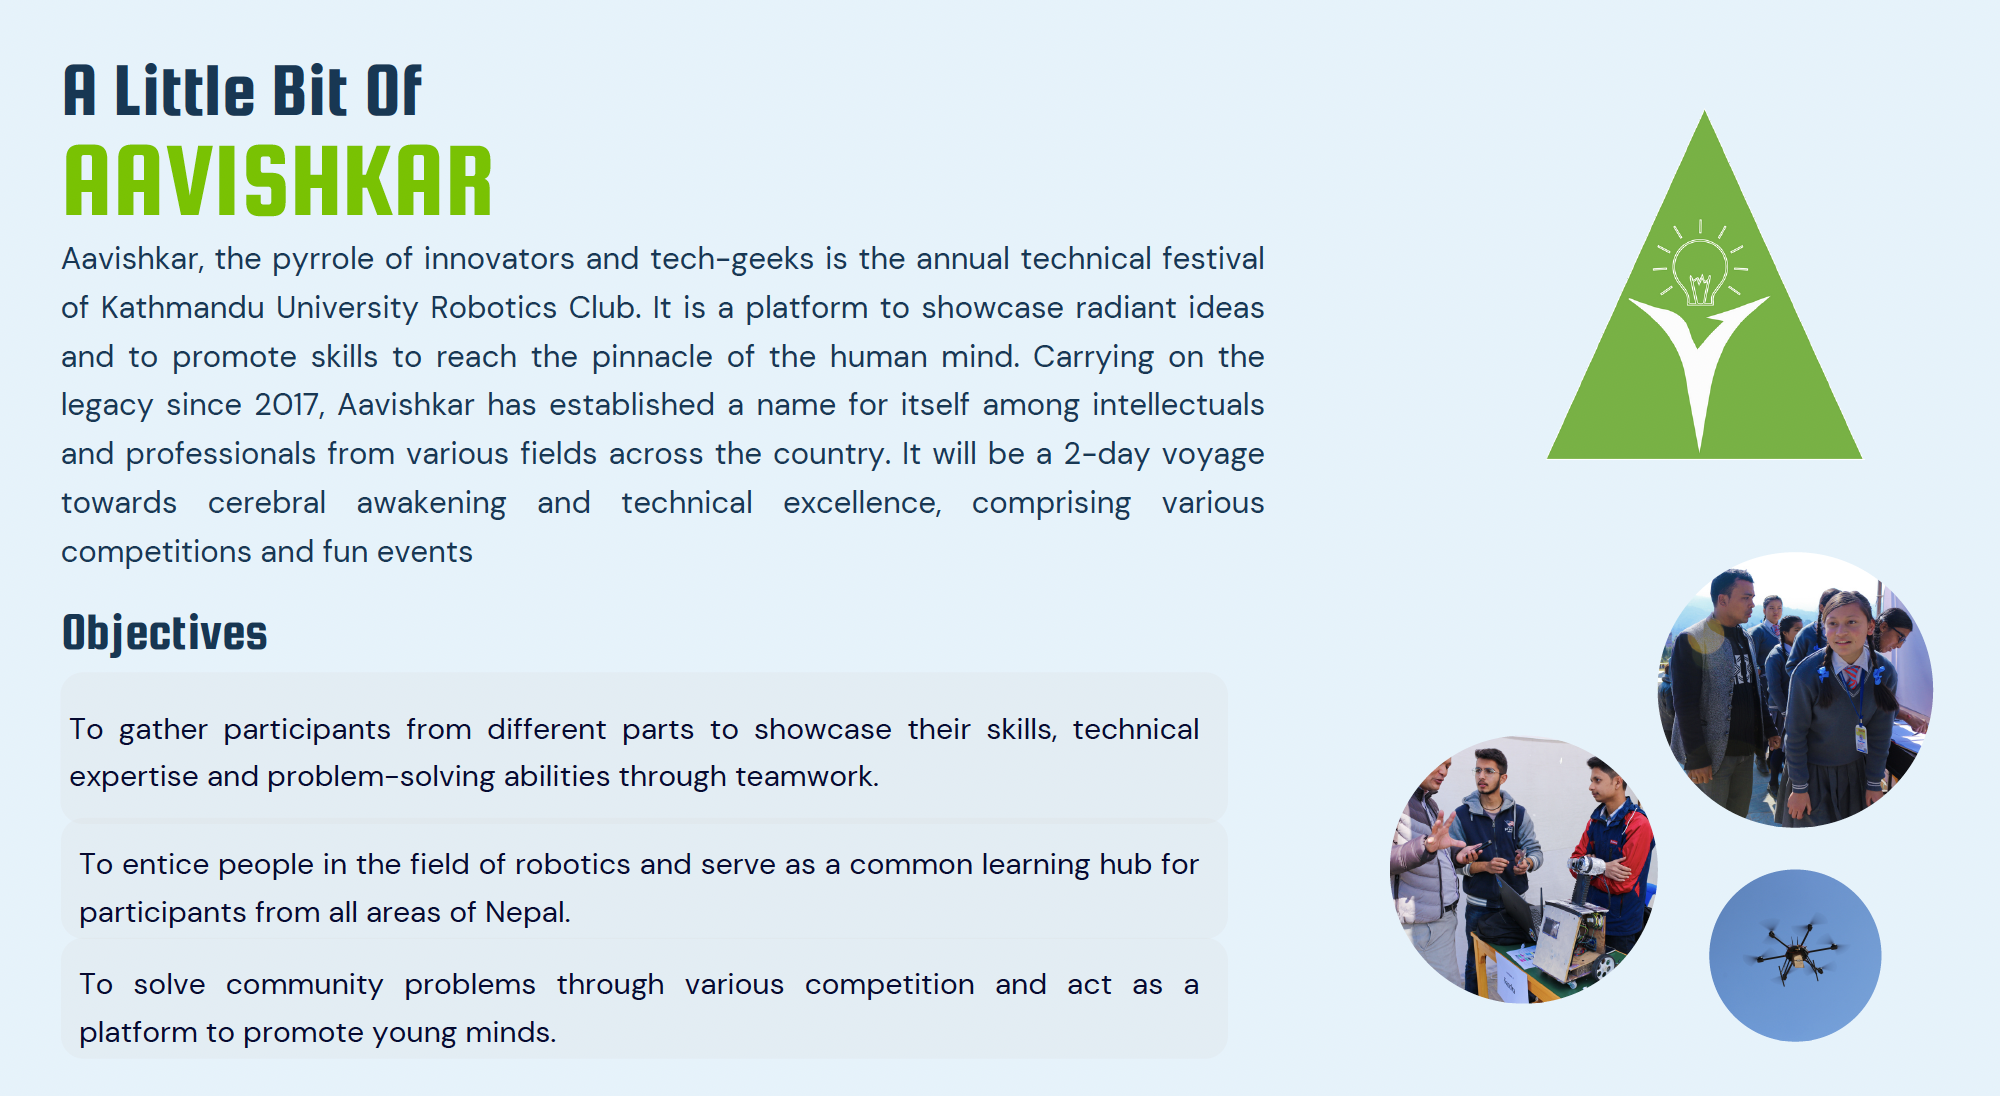 A Little Bit Of
AAVISHKAR
Aavishkar, the pyrrole of innovators and tech-geeks is the annual technical festival
of Kathmandu University Robotics Club. It is a platform to showcase radiant ideas
and to promote skills to reach the pinnacle of the human mind. Carrying on the
legacy since 2017, Aavishkar has established a name for itself among intellectuals
and professionals from various fields across the country. It will be a 2-day voyage
towards cerebral awakening and technical excellence, comprising various
competitions and fun events
Objectives
To gather participants from different parts to showcase their skills, technical
expertise and problem-solving abilities through teamwork.
To entice people in the field of robotics and serve as a common learning hub for
participants from all areas of Nepal.
To solve community problems through various competition and act as a
platform to promote young minds.